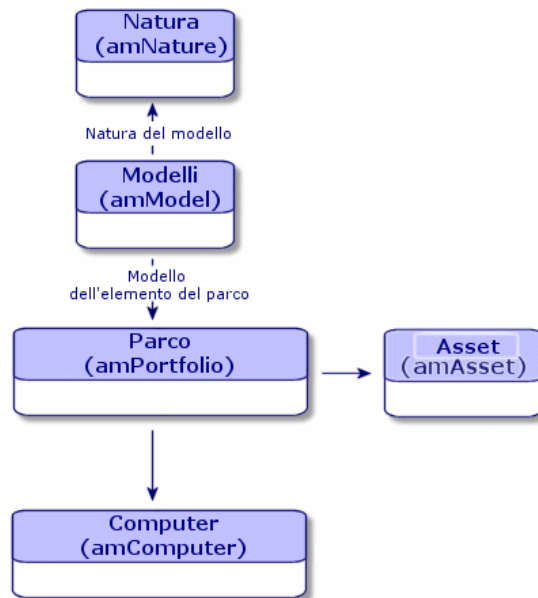 Natura
(amNature)
Natura del modello
Modelli
(amModel)
Modello
dell'elemento del parco
Parco
(amPortfolio)
Asset
(amAsset)
Computer
(amComputer)